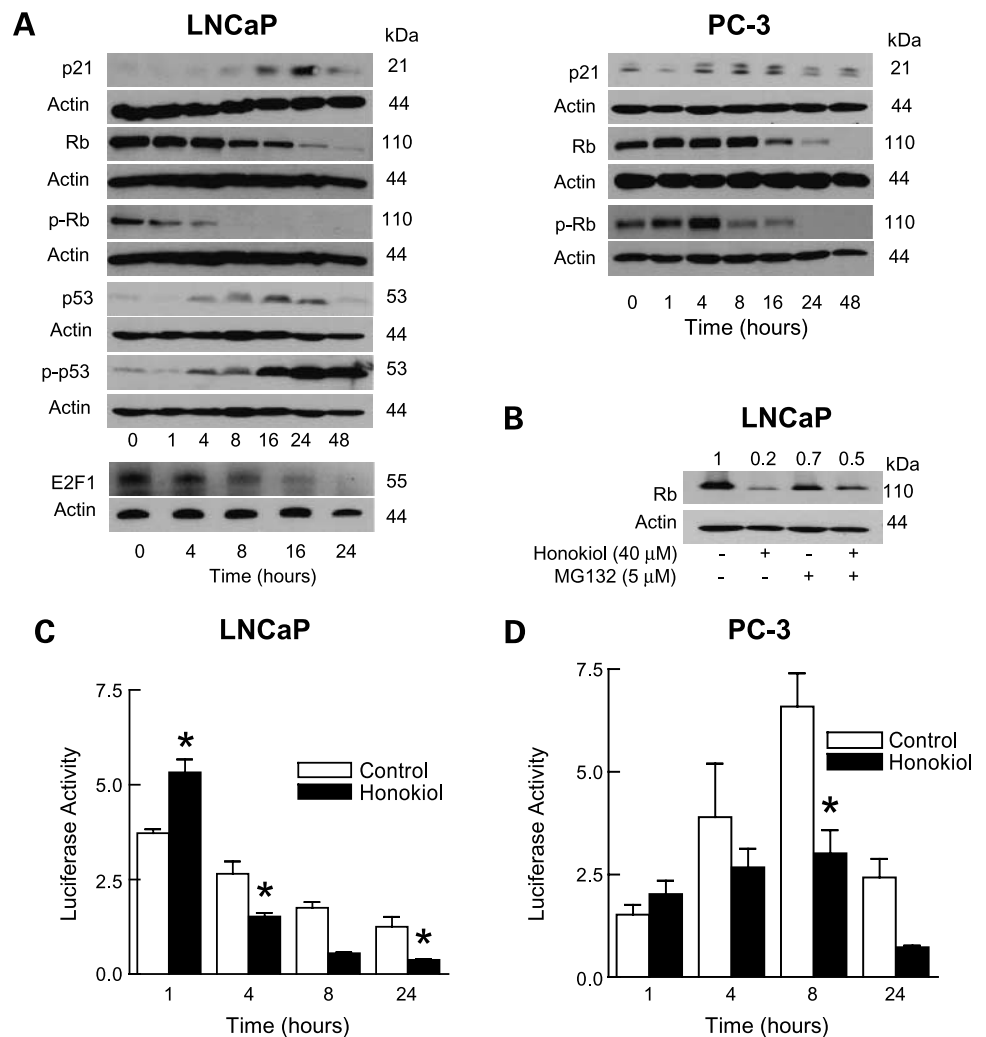 A
LNCaP
kDa
p21 21
Actin 44
Rb 110
Actin 44
p-Rb 110
Actin 44
p53 53
Actin 44
p-p53 53
Actin 44
0 1 4 8 16 24 48
E2F1 55
Actin 44
0 4 8 16 24
Time (hours)
PC-3
kDa
p21 21
Actin 44
Rb 110
Actin 44
p-Rb 110
Actin 44
0 1 4 8 16 24 48
Time (hours)
B
LNCaP
1 0.2 0.7 0.5 kDa
Rb 110
Actin 44
Honokiol (40 μM) - + - +
MG132 (5 μM) - - + +
C
LNCaP
7.5
5.0
2.5
0.0
Luciferase Activity
* * *
Control
Honokiol
1 4 8 24
Time (hours)
D
PC-3
7.5
5.0
2.5
0.0
Luciferase Activity
*
Control
Honokiol
1 4 8 24
Time (hours)